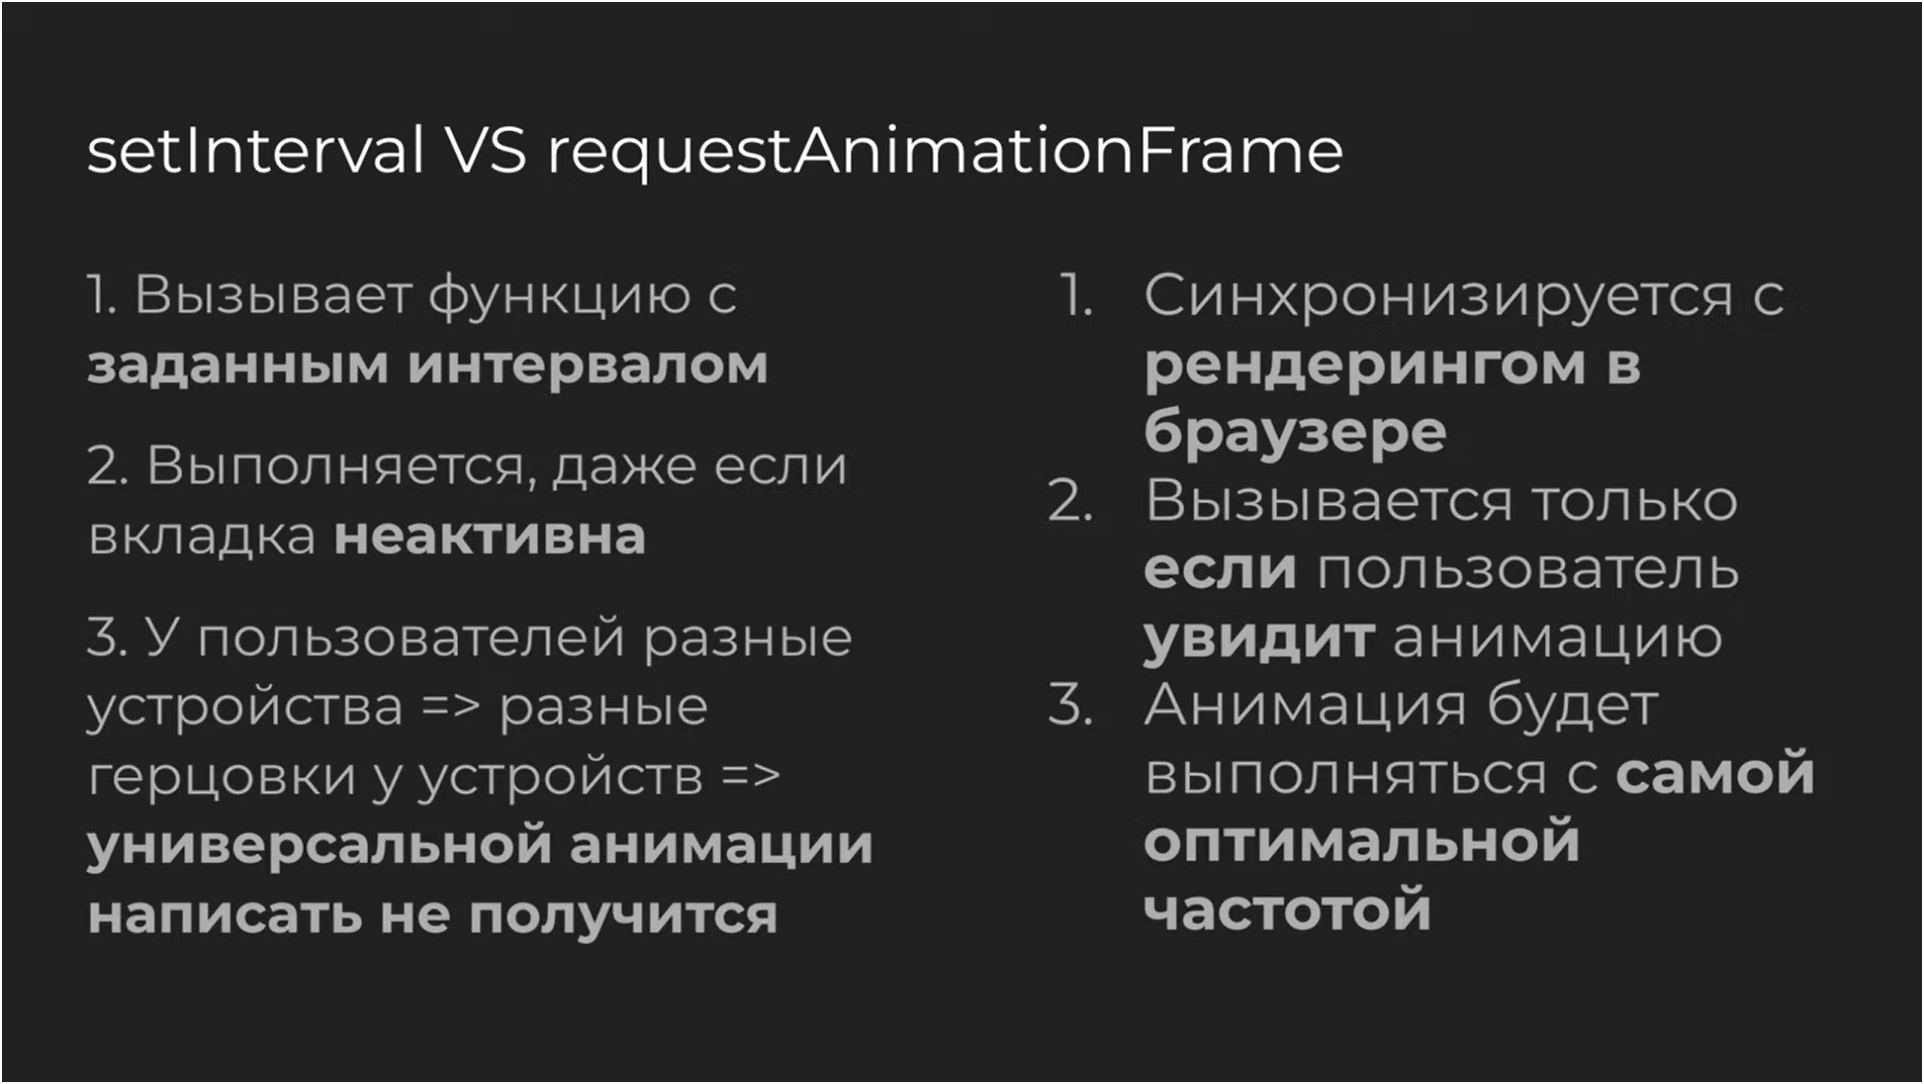 setInterval VS requestAnimationFrame
1. Вызывает функцию с
заданным интервалом
2. Выполняется, даже если
вкладка неактивна
3. У пользователей разные
устройства => разные
герцовки у устройств =>
универсальной анимации
написать не получится
1. Синхронизируется с
рендерингом в
браузере
2. Вызывается только
если пользователь
увидит анимацию
3. Анимация будет
выполняться с самой
оптимальной
частотой